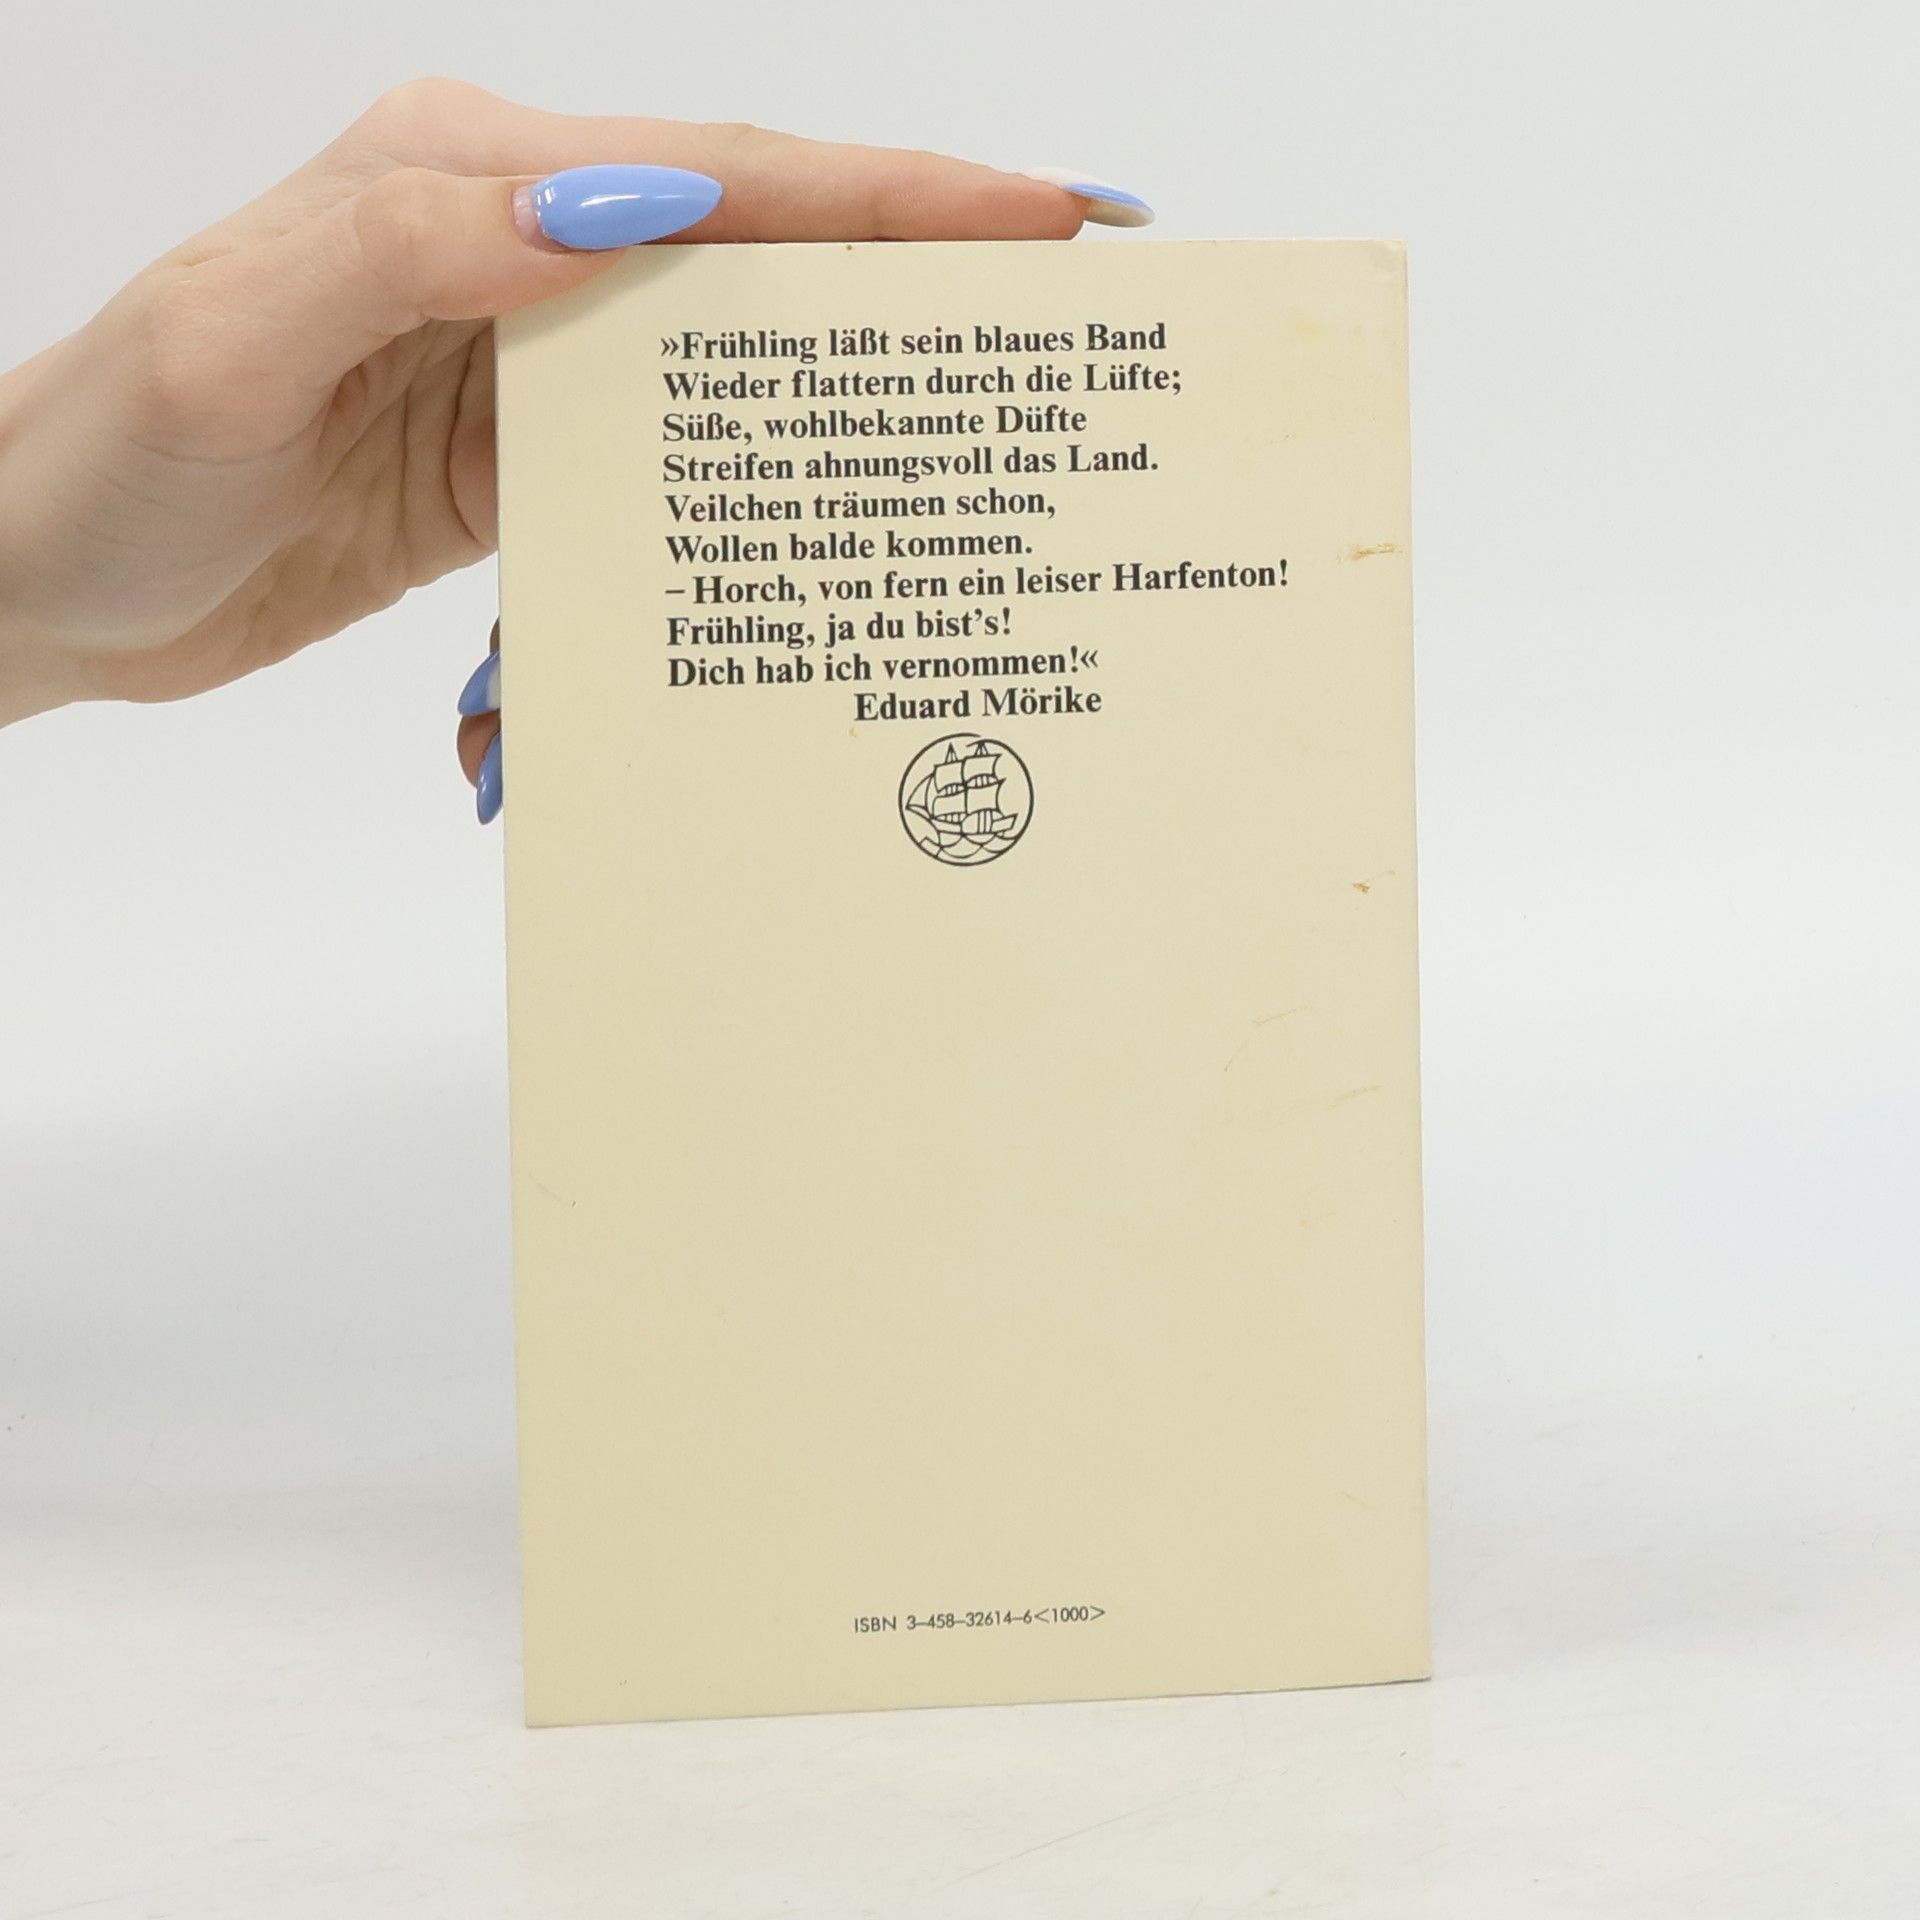 »Frühling läßt sein blaues Band
Wieder flattern durch die Lüfte;
Süße, wohlbekannte Düfte
Streifen ahnungsvoll das Land.
Veilchen träumen schon,
Wollen balde kommen.
– Horch, von fern ein leiser Harfenton!
Frühling, ja du bist’s!
Dich hab ich vernommen!«
Eduard Mörike
ISBN 3–458–32614–6<1000>